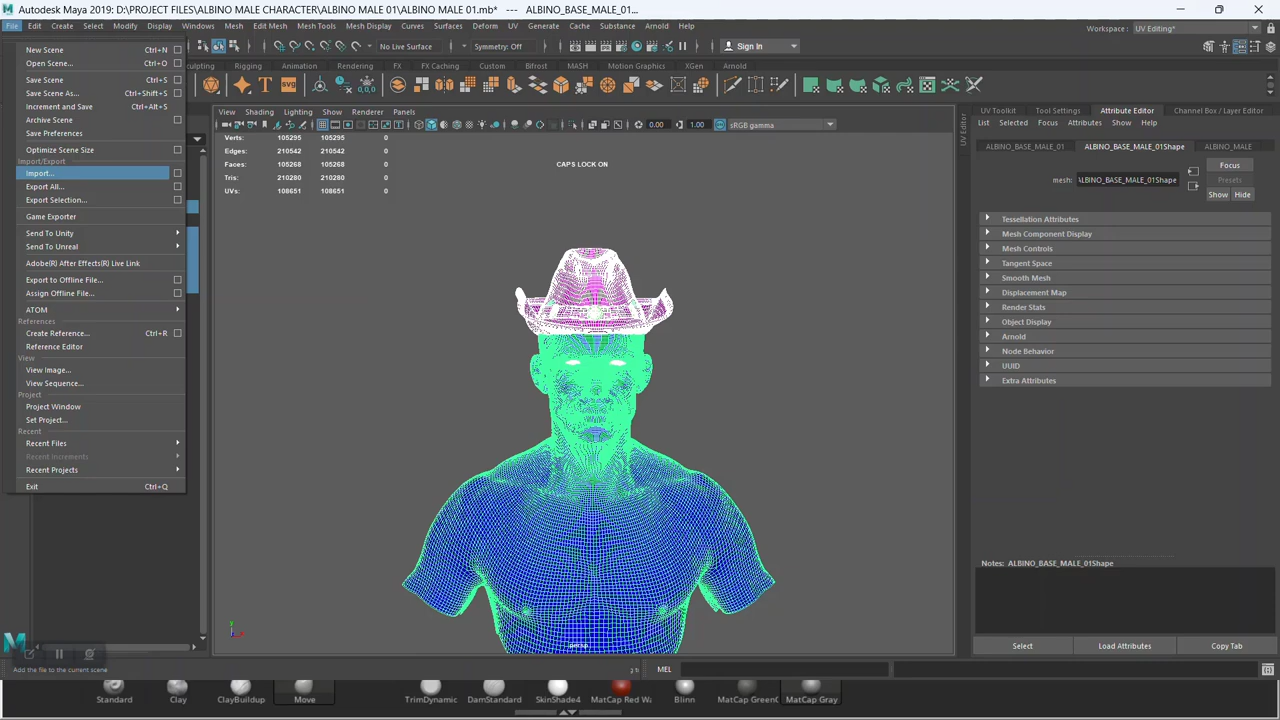 Autodesk Maya 2019: D:\PROJECT FILES\ALBINO MALE CHARACTER\ALBINO MALE 01\ALBINO MALE 01.mb* --- ALBINO_BASE_MALE_01...
File Edit Create Select Modify Display Windows Mesh Edit Mesh Mesh Tools Mesh Display Curves Surfaces Deform UV Generate Cache Substance Arnold Help
Workspace : UV Editing*
No Live Surface Symmetry: Off Sign In
New Scene Ctrl+N
Open Scene... Ctrl+O
Save Scene Ctrl+S
Save Scene As... Ctrl+Shift+S
Increment and Save Ctrl+Alt+S
Archive Scene
Save Preferences
Optimize Scene Size
Import/Export
Import...
Export All...
Export Selection...
Game Exporter
Send To Unity
Send To Unreal
Adobe(R) After Effects(R) Live Link
Export to Offline File...
Assign Offline File...
ATOM
References
Create Reference... Ctrl+R
Reference Editor
View
View Image...
View Sequence...
Project
Project Window
Set Project...
Recent
Recent Files
Recent Increments
Recent Projects
Exit Ctrl+Q
Rigging Animation Rendering FX FX Caching Custom Bifrost MASH Motion Graphics XGen Arnold
View Shading Lighting Show Renderer Panels
0.00 1.00 sRGB gamma
Verts: 105295 105295 0
Edges: 210542 210542 0
Faces: 105268 105268 0
Tris: 210280 210280 0
UVs: 108651 108651 0
CAPS LOCK ON
persp
UV Editor
UV Toolkit Tool Settings Attribute Editor Channel Box / Layer Editor
List Selected Focus Attributes Show Help
ALBINO_BASE_MALE_01 ALBINO_BASE_MALE_01Shape ALBINO_MALE
Focus
mesh: ALBINO_BASE_MALE_01Shape Presets
Show Hide
Tessellation Attributes
Mesh Component Display
Mesh Controls
Tangent Space
Smooth Mesh
Displacement Map
Render Stats
Object Display
Arnold
Node Behavior
UUID
Extra Attributes
Notes: ALBINO_BASE_MALE_01Shape
Select Load Attributes Copy Tab
Add the file to the current scene
MEL
Standard Clay ClayBuildup Move TrimDynamic DamStandard SkinShade4 MatCap Red Wa Blinn MatCap GreenC MatCap Gray